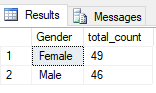 Results Messages
Gender total_count
1 Female 49
2 Male 46